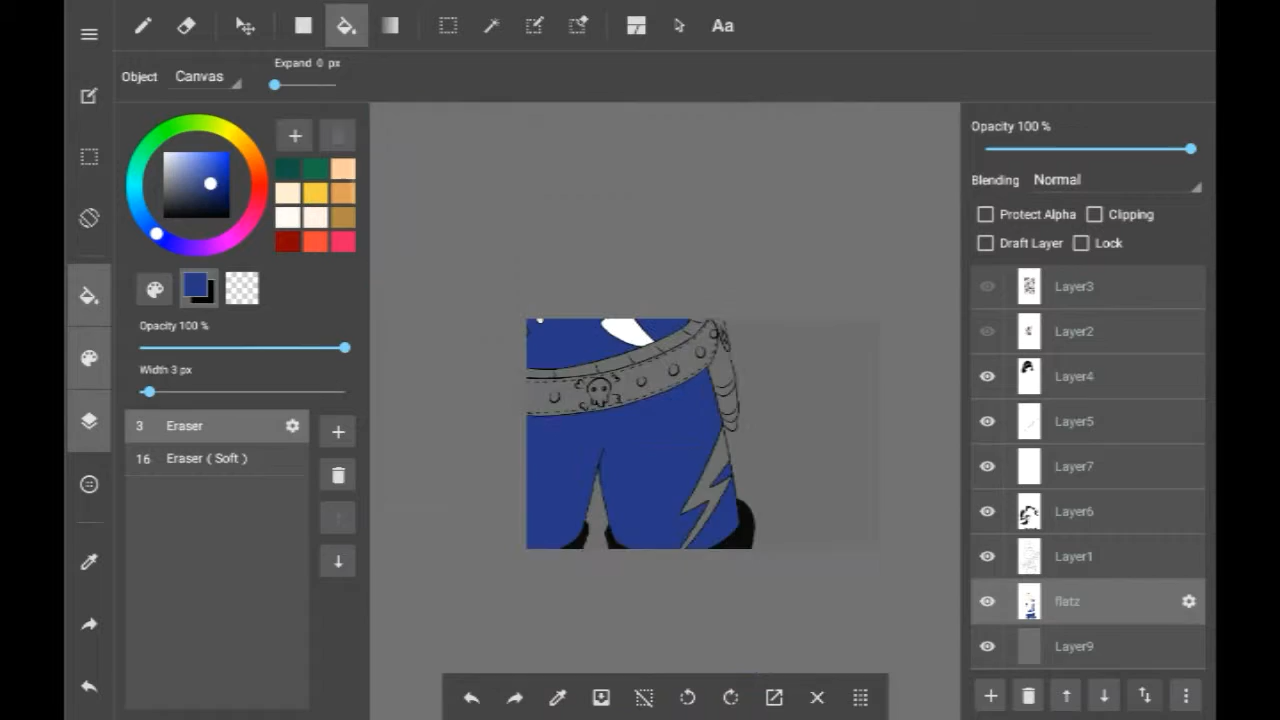 Aa
Object Canvas
Expand 0 px
Opacity 100 %
Width 3 px
3 Eraser
16 Eraser ( Soft )
Opacity 100 %
Blending Normal
Protect Alpha
Clipping
Draft Layer
Lock
Layer3
Layer2
Layer4
Layer5
Layer7
Layer6
Layer1
flatz
Layer9